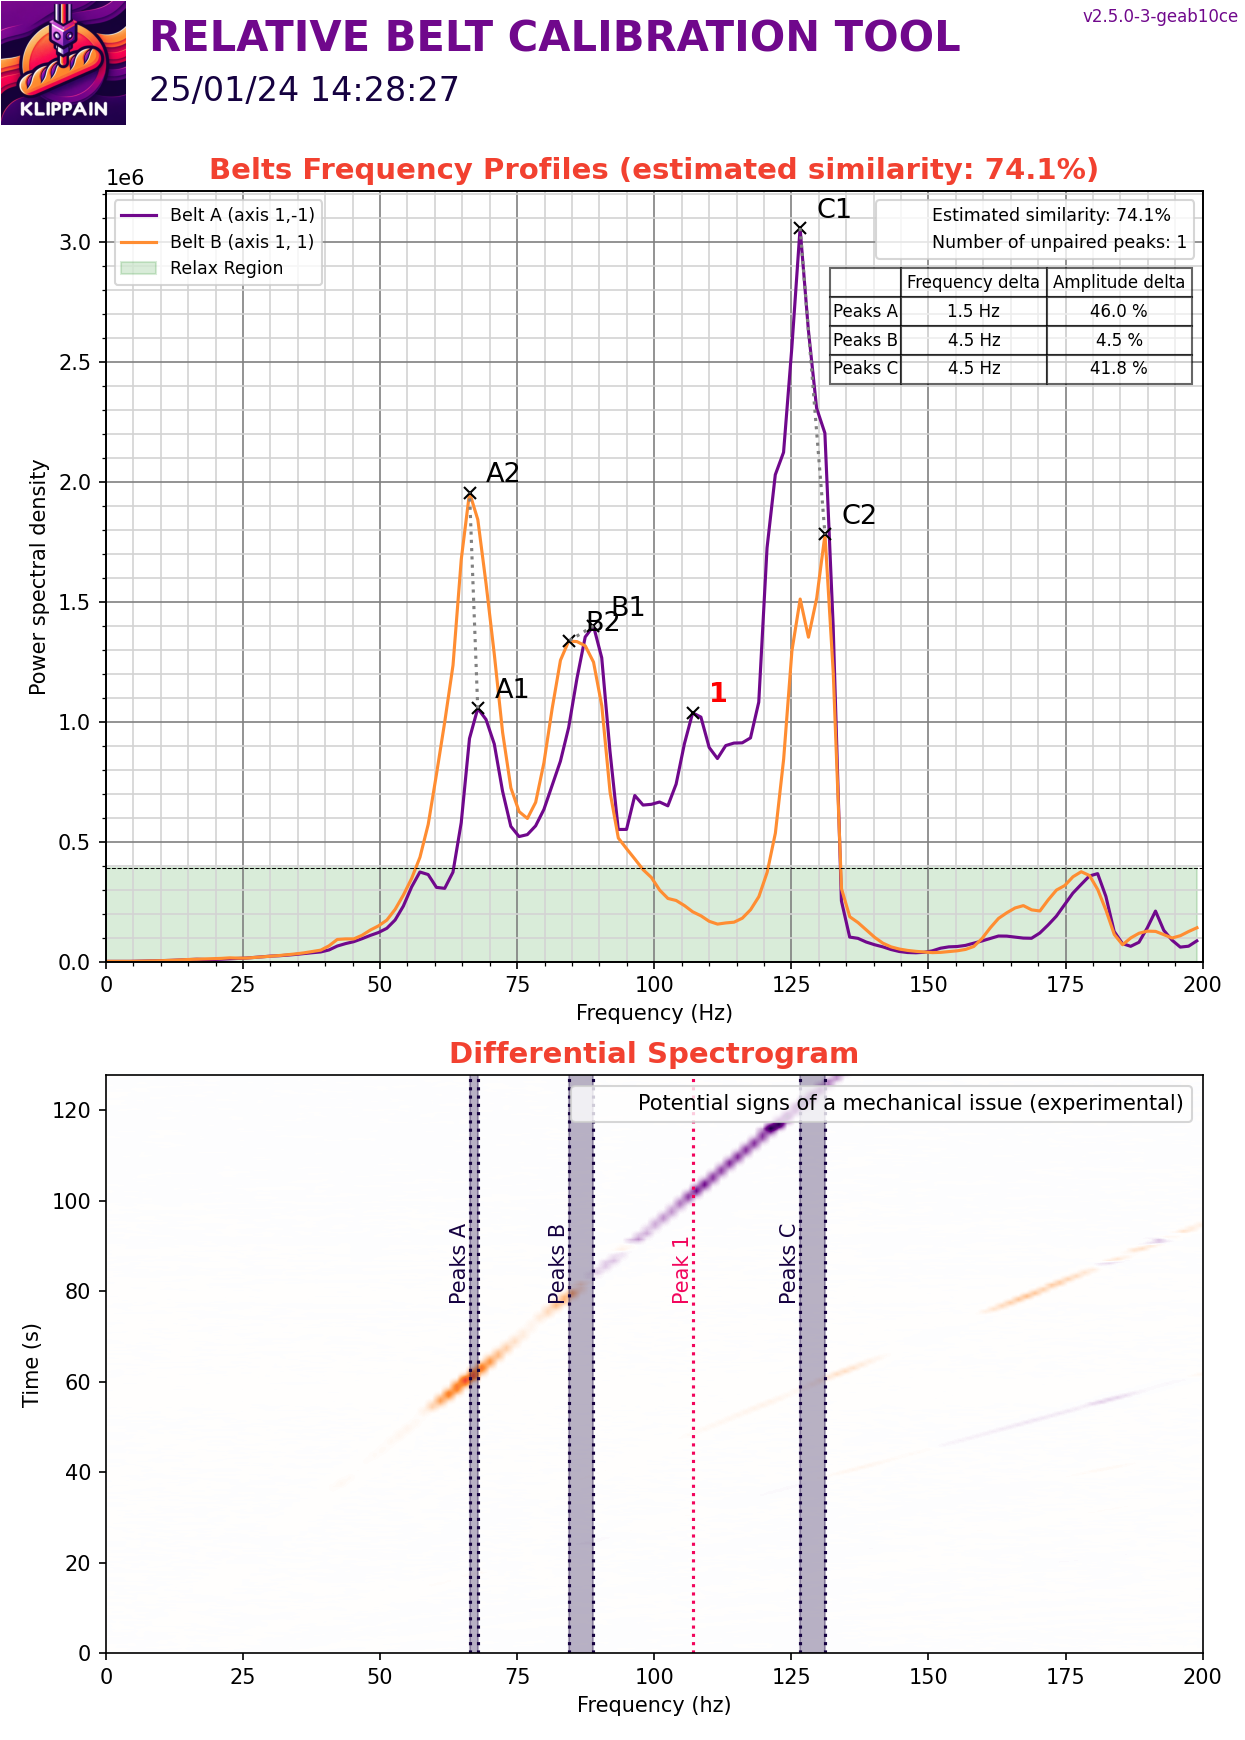 v2.5.0-3-geab10ce
RELATIVE BELT CALIBRATION TOOL
25/01/24 14:28:27
KLIPPAIN
Belts Frequency Profiles (estimated similarity: 74.1%)
1e6
Belt A (axis 1,-1)
Belt B (axis 1, 1)
Relax Region
Estimated similarity: 74.1%
Number of unpaired peaks: 1
Frequency delta Amplitude delta
Peaks A 1.5 Hz 46.0 %
Peaks B 4.5 Hz 4.5 %
Peaks C 4.5 Hz 41.8 %
C1
C2
A2
B1
B2
A1
1
Power spectral density
3.0
2.5
2.0
1.5
1.0
0.5
0.0
0 25 50 75 100 125 150 175 200
Frequency (Hz)
Differential Spectrogram
Potential signs of a mechanical issue (experimental)
Peaks A
Peaks B
Peak 1
Peaks C
Time (s)
120
100
80
60
40
20
0
0 25 50 75 100 125 150 175 200
Frequency (hz)